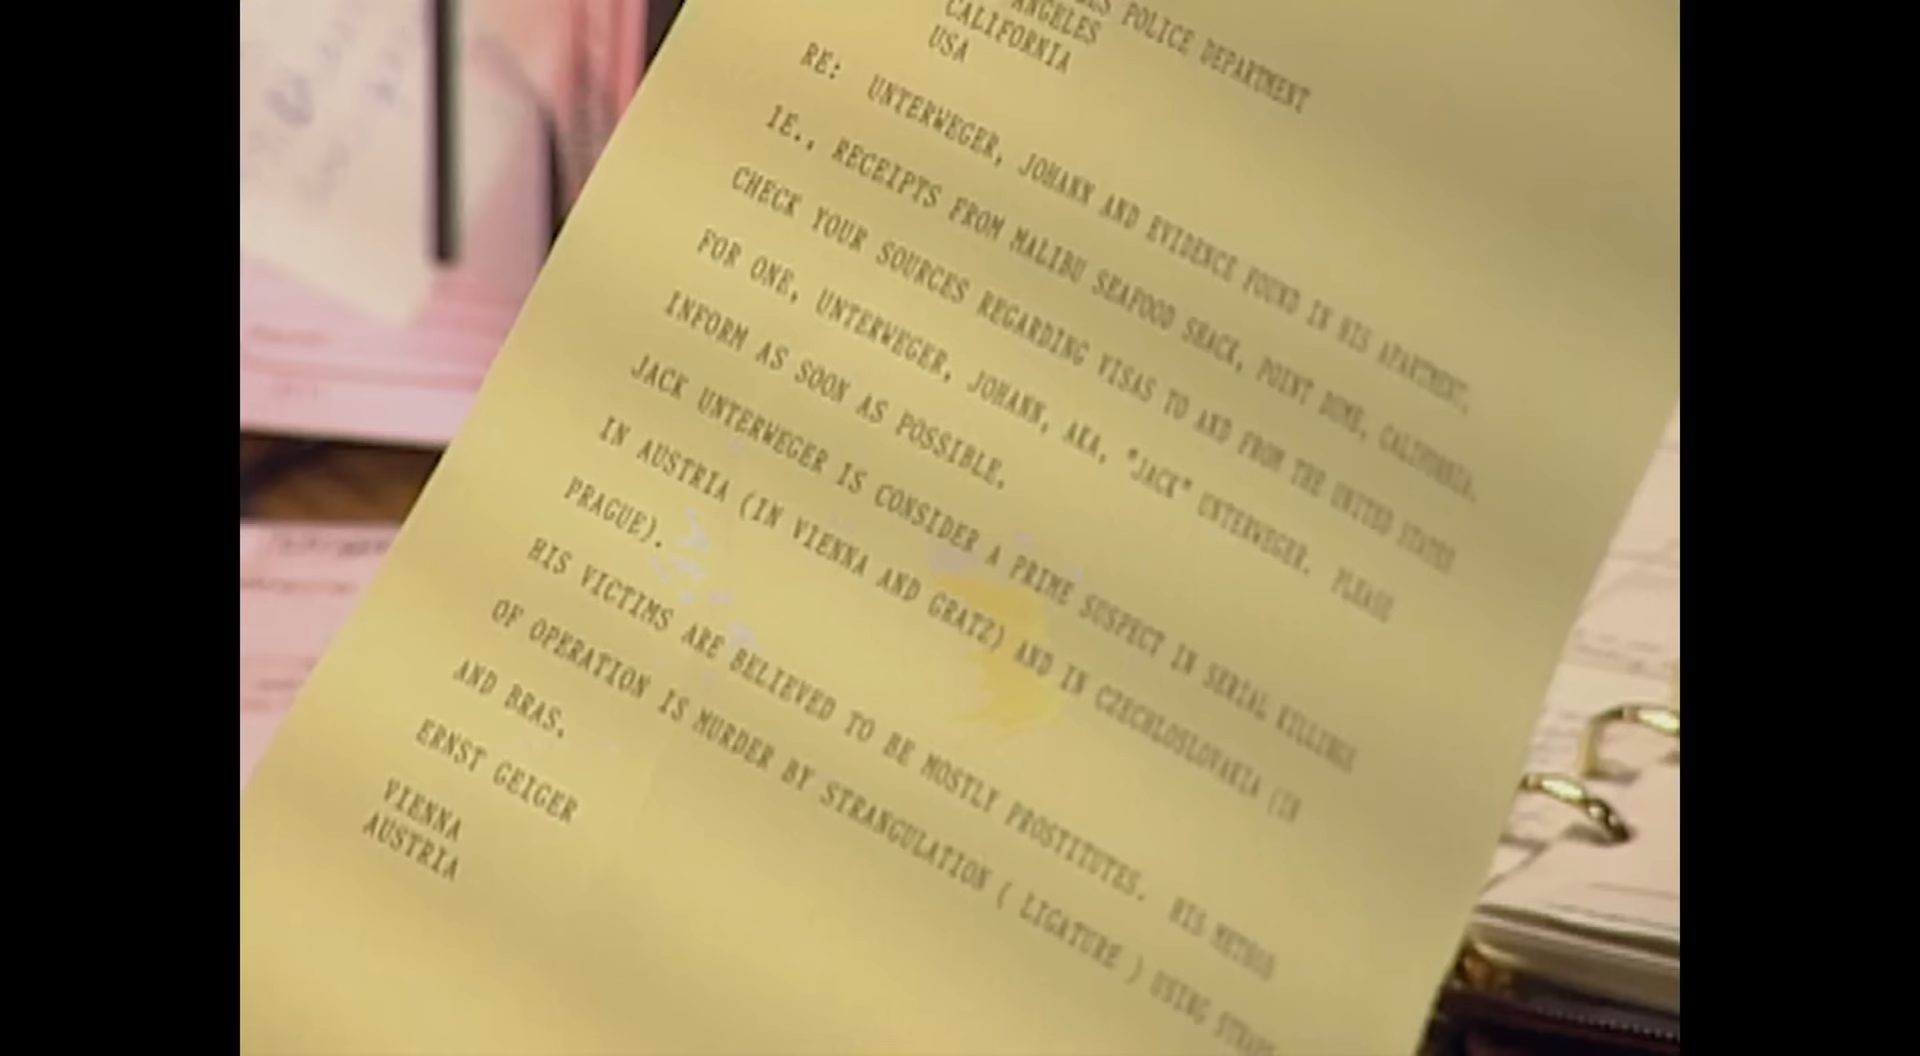 ES POLICE DEPARTMENT
ANGELES
CALIFORNIA
USA
RE: UNTERWEGER, JOHANN AND EVIDENCE FOUND IN HIS APARTMENT,
IE., RECEIPTS FROM MALIBU SEAFOOD SHACK, POINT DUME, CALIFORNIA.
CHECK YOUR SOURCES REGARDING VISAS TO AND FROM THE UNITED STATES
FOR ONE, UNTERWEGER, JOHANN, AKA, "JACK" UNTERWEGER. PLEASE
INFORM AS SOON AS POSSIBLE.
JACK UNTERWEGER IS CONSIDER A PRIME SUSPECT IN SERIAL KILLINGS
IN AUSTRIA (IN VIENNA AND GRATZ) AND IN CZECHLOSLOVAKIA (IN
PRAGUE).
HIS VICTIMS ARE BELIEVED TO BE MOSTLY PROSTITUTES. HIS METHOD
OF OPERATION IS MURDER BY STRANGULATION ( LIGATURE ) USING
AND BRAS.
ERNST GEIGER
VIENNA
AUSTRIA